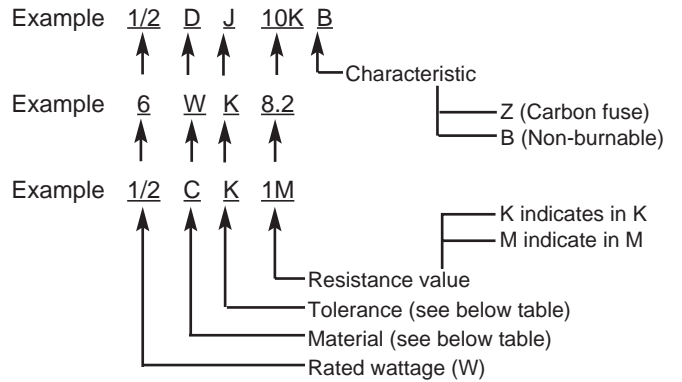 Example 1/2 D J 10K B
Characteristic
Z (Carbon fuse)
B (Non-burnable)
Example 6 W K 8.2
Example 1/2 C K 1M
K indicates in K
M indicate in M
Resistance value
Tolerance (see below table)
Material (see below table)
Rated wattage (W)